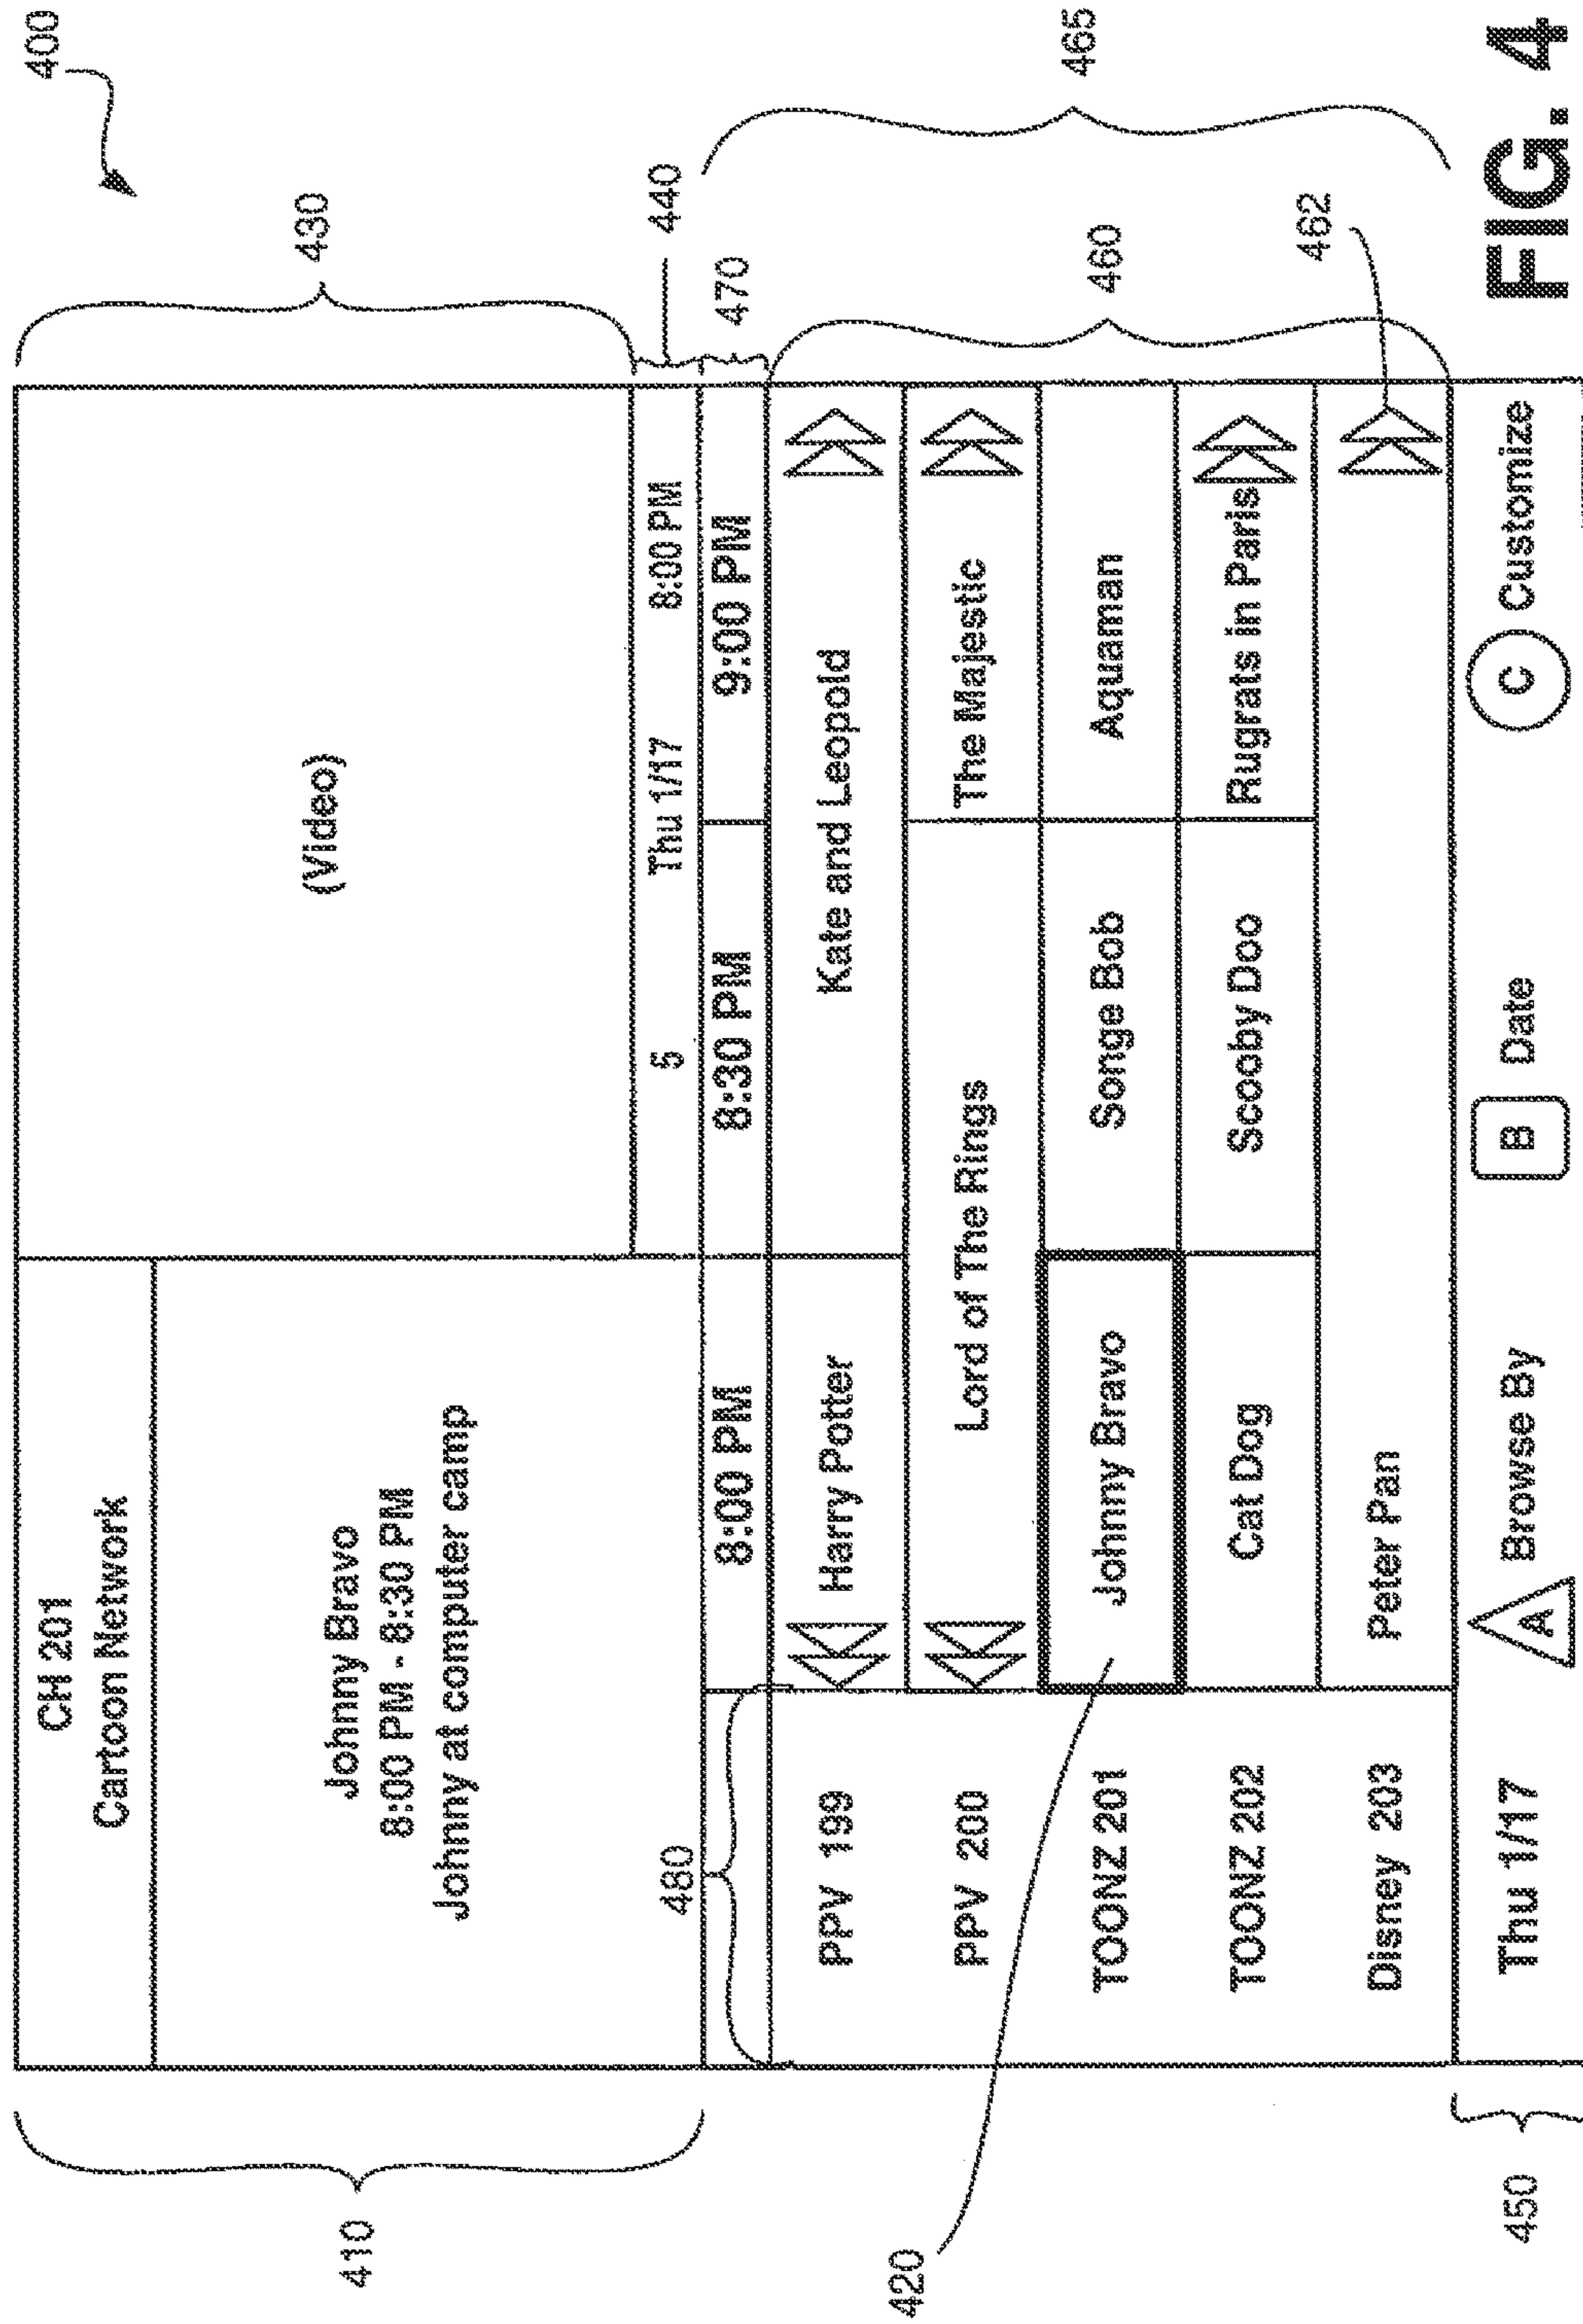 400
CH 201
Cartoon Network
Johnny Bravo
8:00 PM - 8:30 PM
Johnny at computer camp
(Video)
410
430
5 Thu 1/17 8:00 PM
440
480
8:00 PM 8:30 PM 9:00 PM
470
PPV 199 Harry Potter Kate and Leopold
PPV 200 Lord of The Rings The Majestic
TOONZ 201 Johnny Bravo Songe Bob Aquaman
TOONZ 202 Cat Dog Scooby Doo Rugrats in Paris
Disney 203 Peter Pan
420
460
465
462
450
Thu 1/17 A Browse By B Date C Customize
FIG. 4